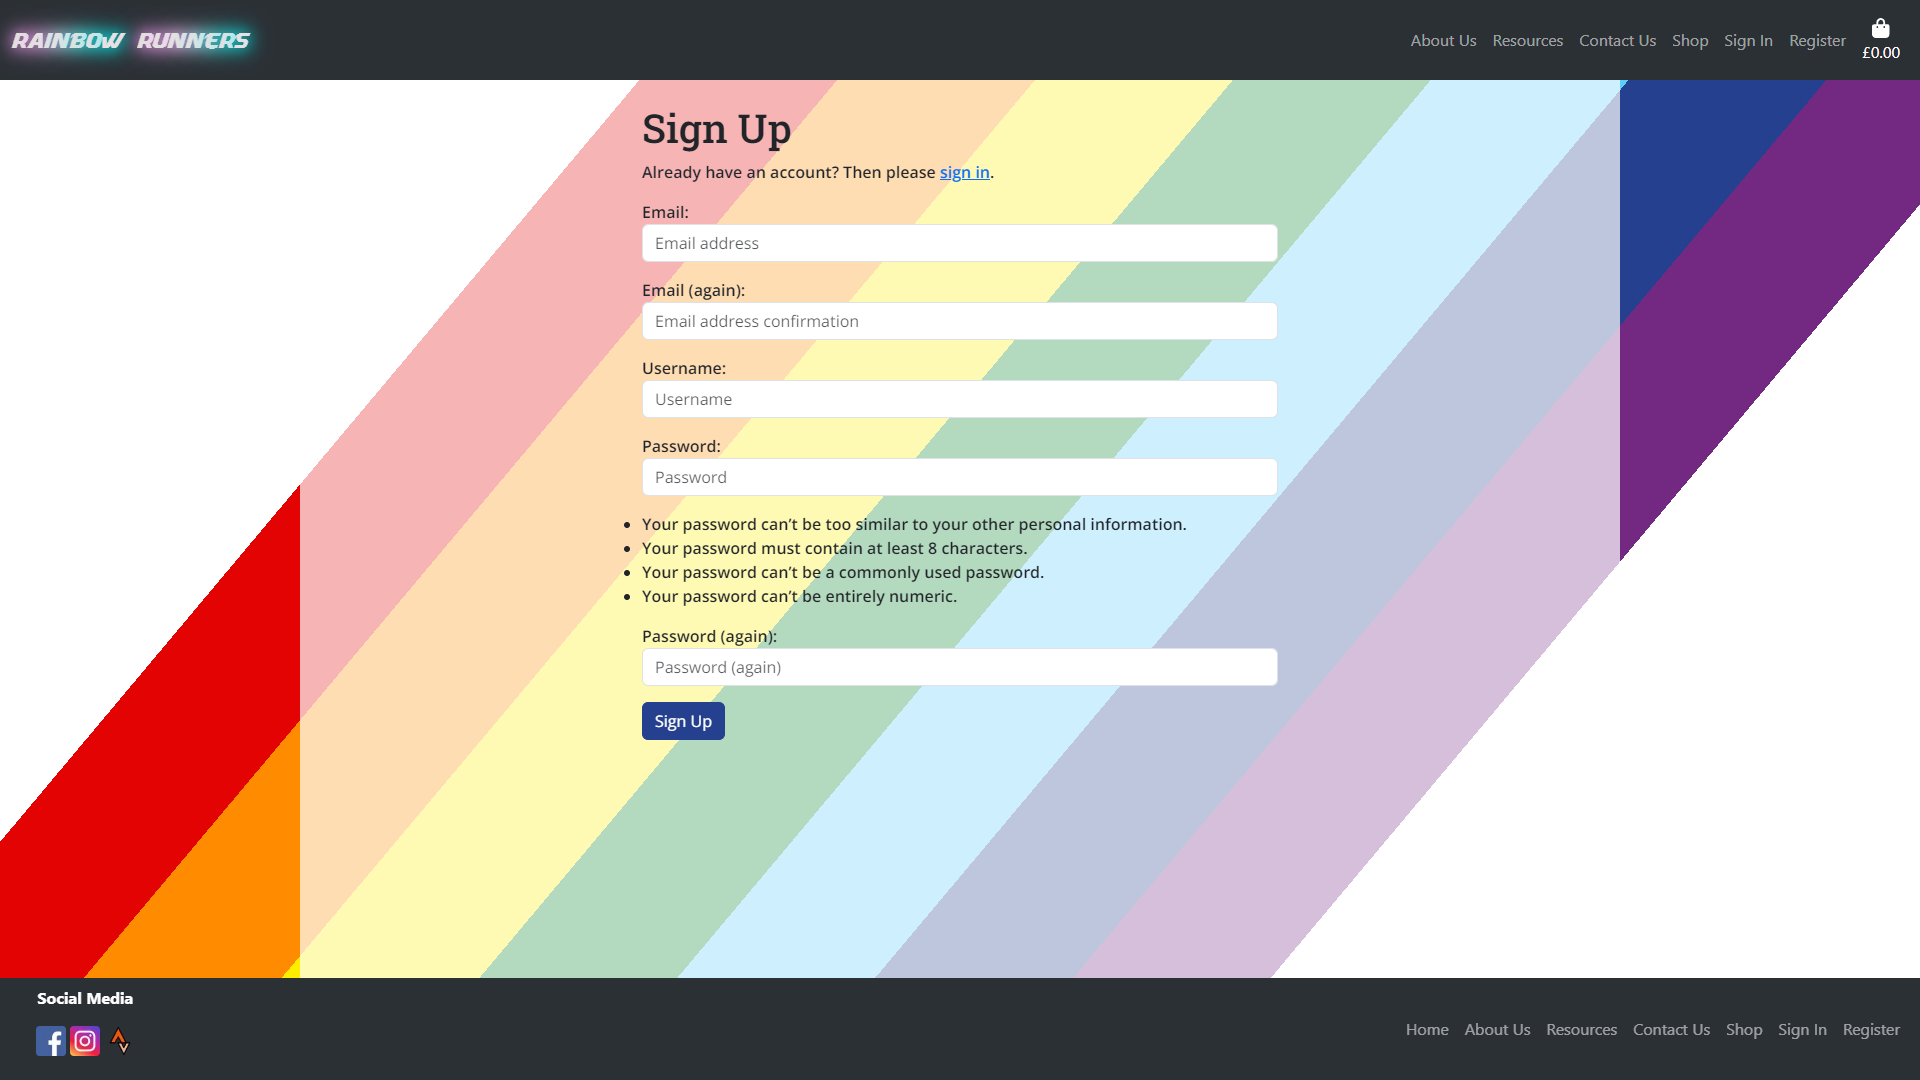 RAINBOW RUNNERS
About Us Resources Contact Us Shop Sign In Register
£0.00
Sign Up
Already have an account? Then please sign in.
Email:
Email address
Email (again):
Email address confirmation
Username:
Username
Password:
Password
Your password can’t be too similar to your other personal information.
Your password must contain at least 8 characters.
Your password can’t be a commonly used password.
Your password can’t be entirely numeric.
Password (again):
Password (again)
Sign Up
Social Media
Home About Us Resources Contact Us Shop Sign In Register